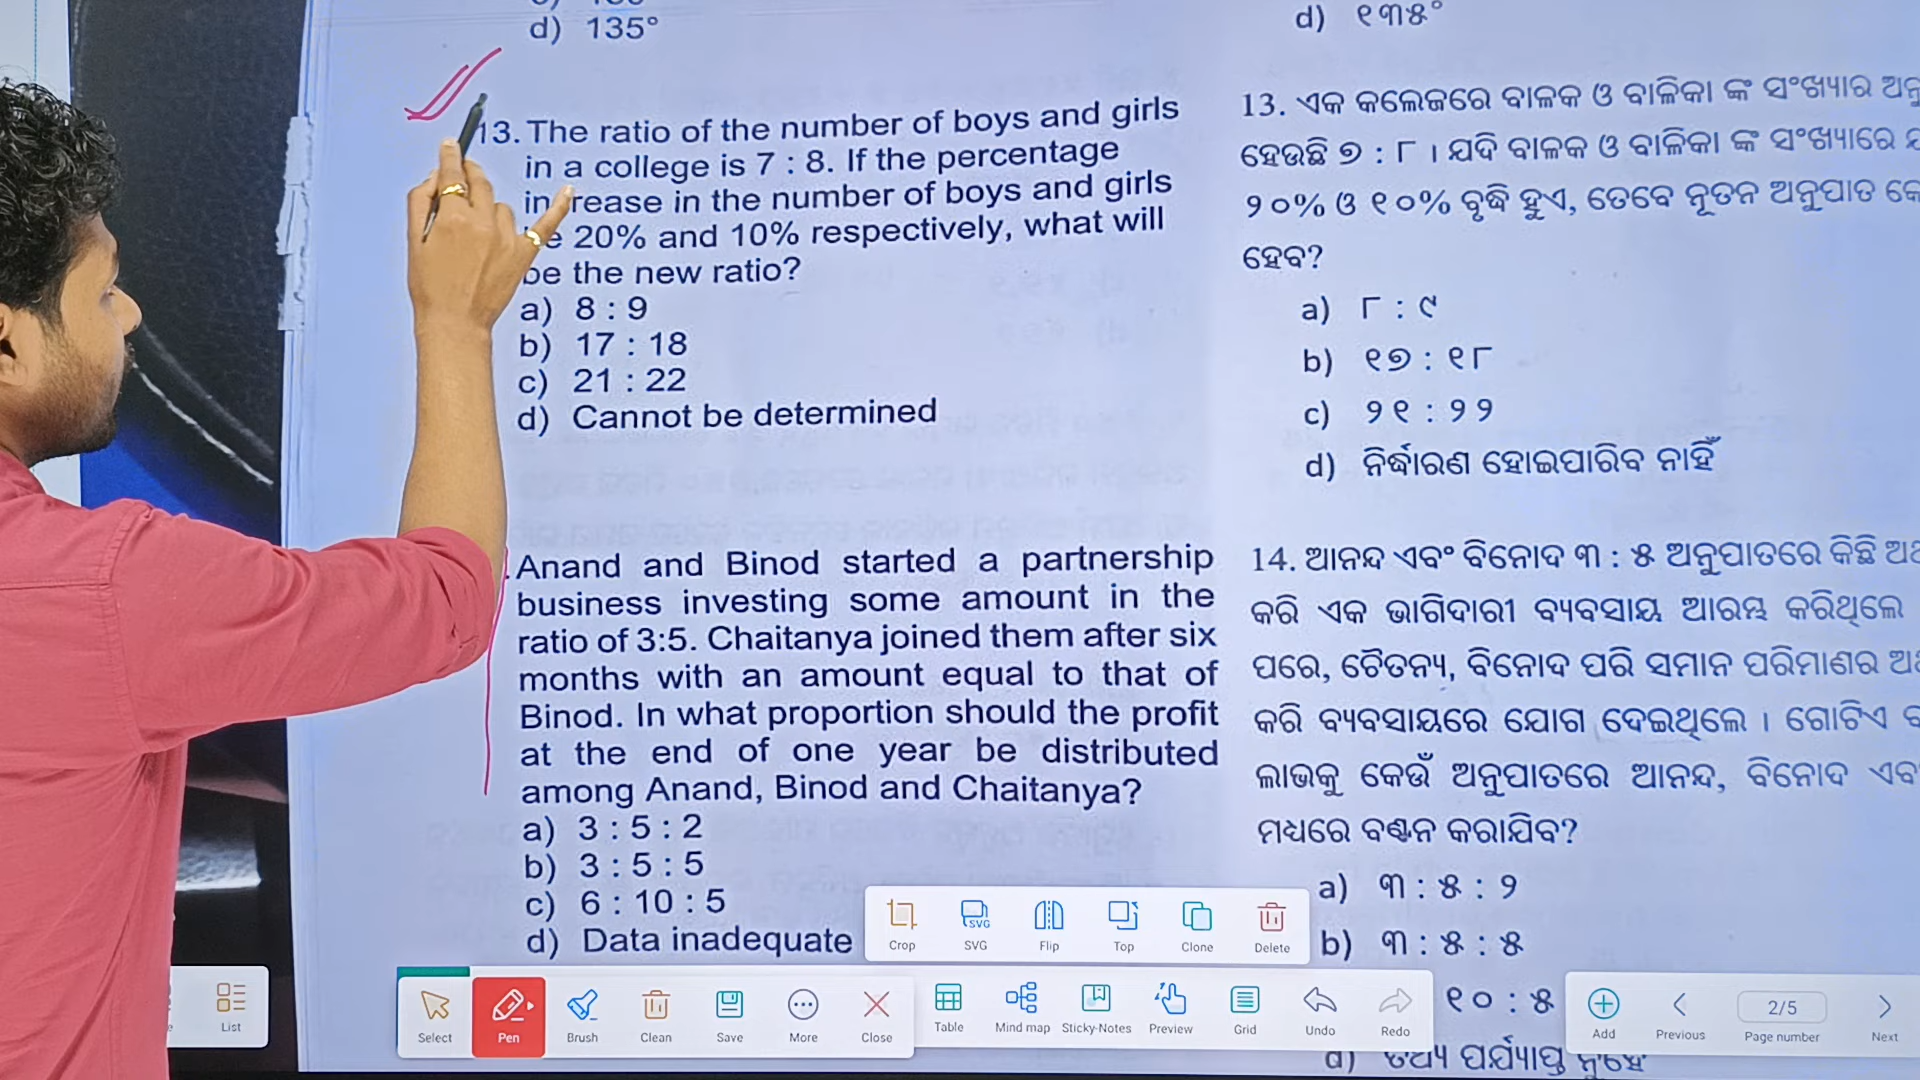 d) 135°
13. The ratio of the number of boys and girls
in a college is 7 : 8. If the percentage
increase in the number of boys and girls
20% and 10% respectively, what will
be the new ratio?
a) 8 : 9
b) 17 : 18
c) 21 : 22
d) Cannot be determined
Anand and Binod started a partnership
business investing some amount in the
ratio of 3:5. Chaitanya joined them after six
months with an amount equal to that of
Binod. In what proportion should the profit
at the end of one year be distributed
among Anand, Binod and Chaitanya?
a) 3 : 5 : 2
b) 3 : 5 : 5
c) 6 : 10 : 5
d) Data inadequate
d) ୧୩୫°
13. ଏକ କଲେଜରେ ବାଳକ ଓ ବାଳିକା ଙ୍କ ସଂଖ୍ୟାର
ହେଉଛି ୭ : ୮ । ଯଦି ବାଳକ ଓ ବାଳିକା ଙ୍କ ସଂଖ୍ୟାରେ
୨୦% ଓ ୧୦% ବୃଦ୍ଧି ହୁଏ, ତେବେ ନୂତନ ଅନୁପାତ
ହେବ?
a) ୮ : ୯
b) ୧୭ : ୧୮
c) ୨୧ : ୨୨
d) ନିର୍ଦ୍ଧାରଣ ହୋଇପାରିବ ନାହିଁ
14. ଆନନ୍ଦ ଏବଂ ବିନୋଦ ୩ : ୫ ଅନୁପାତରେ କିଛି
କରି ଏକ ଭାଗିଦାରୀ ବ୍ୟବସାୟ ଆରମ୍ଭ କରିଥିଲେ
ପରେ, ଚୈତନ୍ୟ, ବିନୋଦ ପରି ସମାନ ପରିମାଣର
କରି ବ୍ୟବସାୟରେ ଯୋଗ ଦେଇଥିଲେ । ଗୋଟିଏ
ଲାଭକୁ କେଉଁ ଅନୁପାତରେ ଆନନ୍ଦ, ବିନୋଦ
ମଧ୍ୟରେ ବଣ୍ଟନ କରାଯିବ?
a) ୩ : ୫ : ୨
b) ୩ : ୫ : ୫
୧୦ : ୫
d) ତଥ୍ୟ ପର୍ଯ୍ୟାପ୍ତ ନୁହେଁ
Crop SVG Flip Top Clone Delete
List
Select Pen Brush Clean Save More Close
Table Mind map Sticky-Notes Preview Grid Undo Redo
2/5
Add Previous Page number Next